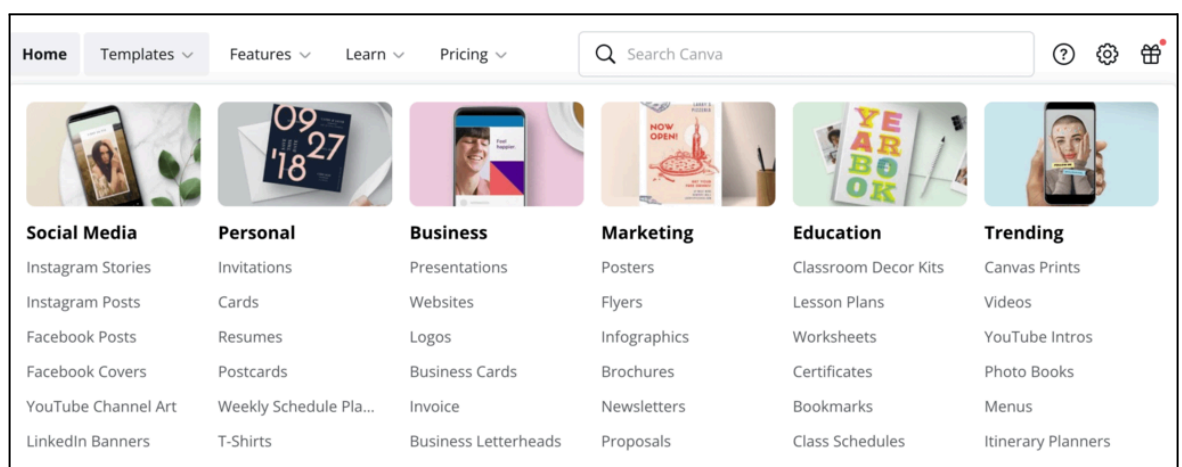 Home Templates Features Learn Pricing Search Canva
09
27
'18
Feel
happier.
NOW
OPEN!
YE
AR
BO
OK
Social Media Personal Business Marketing Education Trending
Instagram Stories Invitations Presentations Posters Classroom Decor Kits Canvas Prints
Instagram Posts Cards Websites Flyers Lesson Plans Videos
Facebook Posts Resumes Logos Infographics Worksheets YouTube Intros
Facebook Covers Postcards Business Cards Brochures Certificates Photo Books
YouTube Channel Art Weekly Schedule Pla... Invoice Newsletters Bookmarks Menus
LinkedIn Banners T-Shirts Business Letterheads Proposals Class Schedules Itinerary Planners